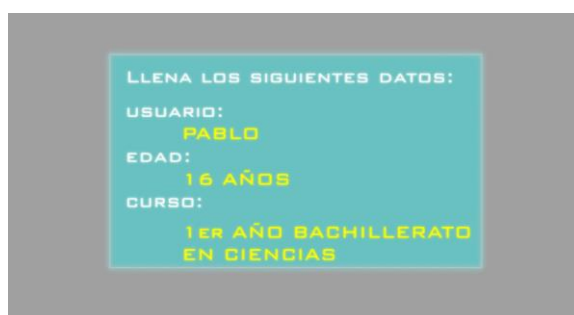 LLENA LOS SIGUIENTES DATOS:
USUARIO:
PABLO
EDAD:
16 AÑOS
CURSO:
1ER AÑO BACHILLERATO
EN CIENCIAS